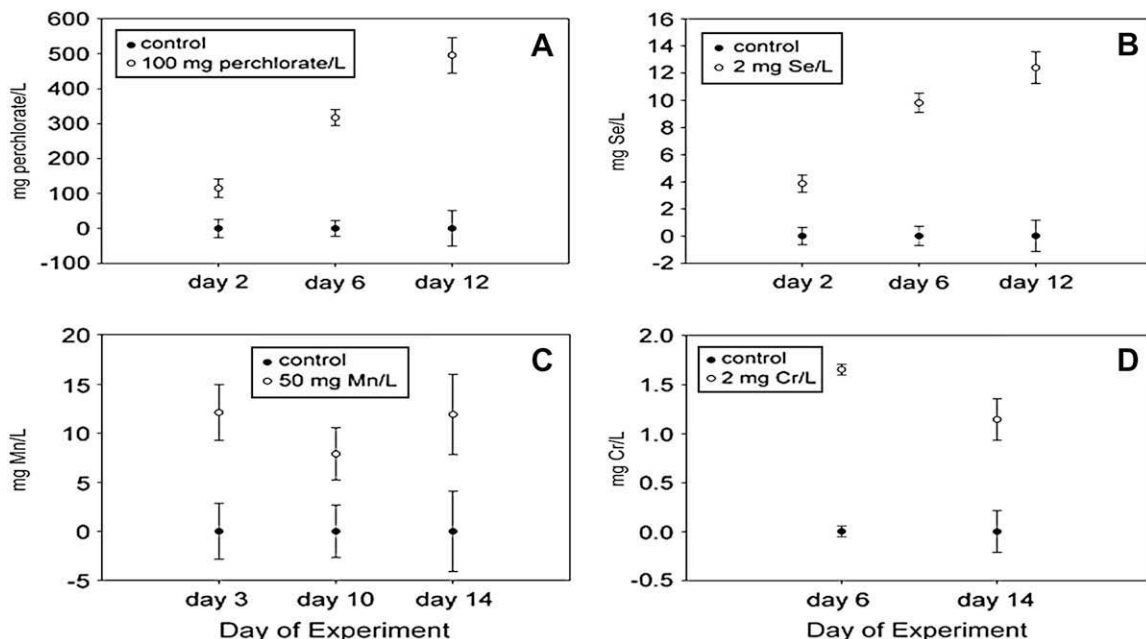 A
mg perchlorate/L
600
500
400
300
200
100
0
-100
control
100 mg perchlorate/L
day 2 day 6 day 12
B
mg Se/L
16
14
12
10
8
6
4
2
0
-2
control
2 mg Se/L
day 2 day 6 day 12
C
mg Mn/L
20
15
10
5
0
-5
control
50 mg Mn/L
day 3 day 10 day 14
Day of Experiment
D
mg Cr/L
2.0
1.5
1.0
0.5
0.0
-0.5
control
2 mg Cr/L
day 6 day 14
Day of Experiment